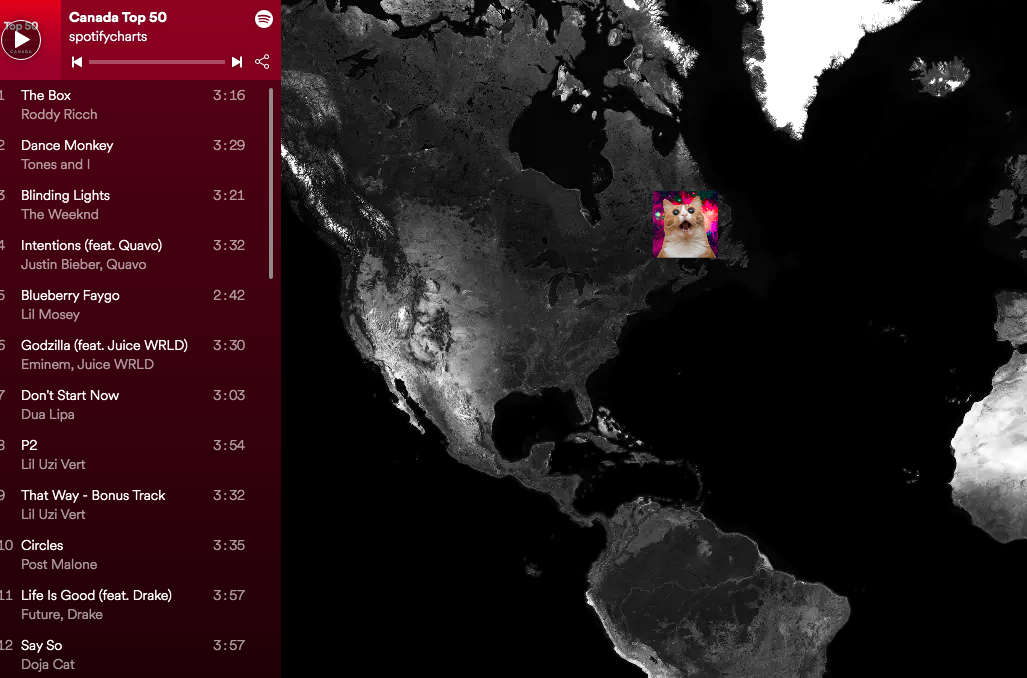 Canada Top 50
spotifycharts
Top 50
CANADA
1 The Box 3:16
Roddy Ricch
2 Dance Monkey 3:29
Tones and I
3 Blinding Lights 3:21
The Weeknd
4 Intentions (feat. Quavo) 3:32
Justin Bieber, Quavo
5 Blueberry Faygo 2:42
Lil Mosey
6 Godzilla (feat. Juice WRLD) 3:30
Eminem, Juice WRLD
7 Don't Start Now 3:03
Dua Lipa
8 P2 3:54
Lil Uzi Vert
9 That Way - Bonus Track 3:32
Lil Uzi Vert
10 Circles 3:35
Post Malone
11 Life Is Good (feat. Drake) 3:57
Future, Drake
12 Say So 3:57
Doja Cat